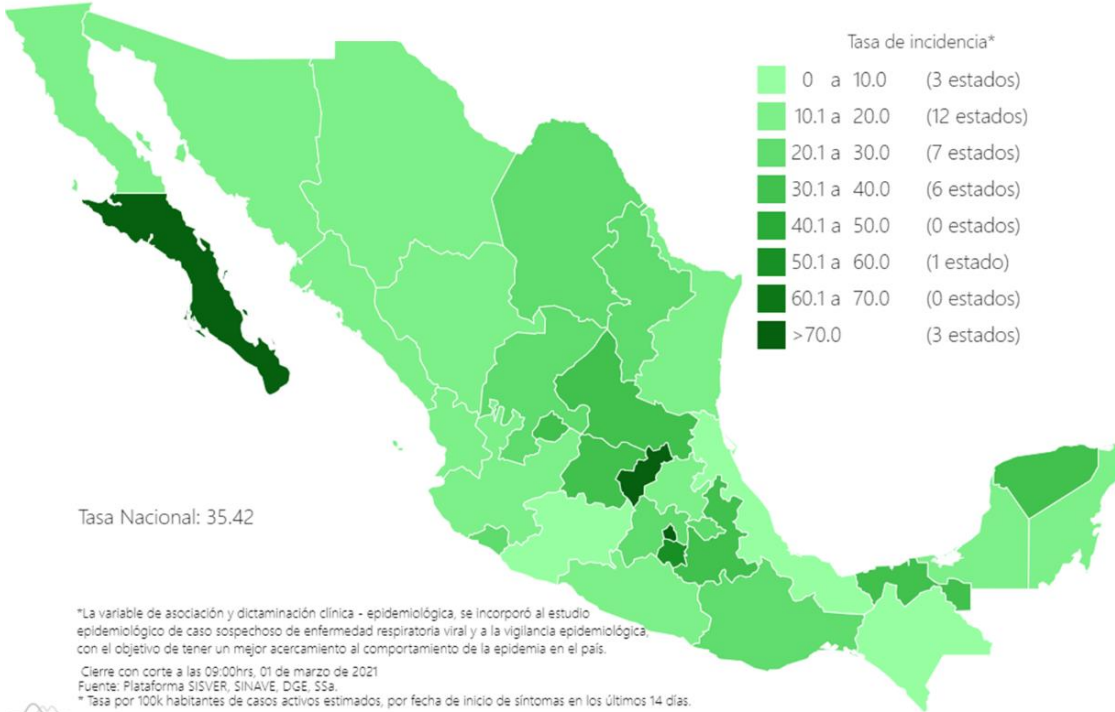 Tasa de incidencia*
0 a 10.0 (3 estados)
10.1 a 20.0 (12 estados)
20.1 a 30.0 (7 estados)
30.1 a 40.0 (6 estados)
40.1 a 50.0 (0 estados)
50.1 a 60.0 (1 estado)
60.1 a 70.0 (0 estados)
>70.0 (3 estados)
Tasa Nacional: 35.42
*La variable de asociación y dictaminación clínica - epidemiológica, se incorporó al estudio
epidemiológico de caso sospechoso de enfermedad respiratoria viral y a la vigilancia epidemiológica,
con el objetivo de tener un mejor acercamiento al comportamiento de la epidemia en el país.
Cierre con corte a las 09:00hrs, 01 de marzo de 2021
Fuente: Plataforma SISVER, SINAVE, DGE, SSa.
* Tasa por 100k habitantes de casos activos estimados, por fecha de inicio de síntomas en los últimos 14 días.